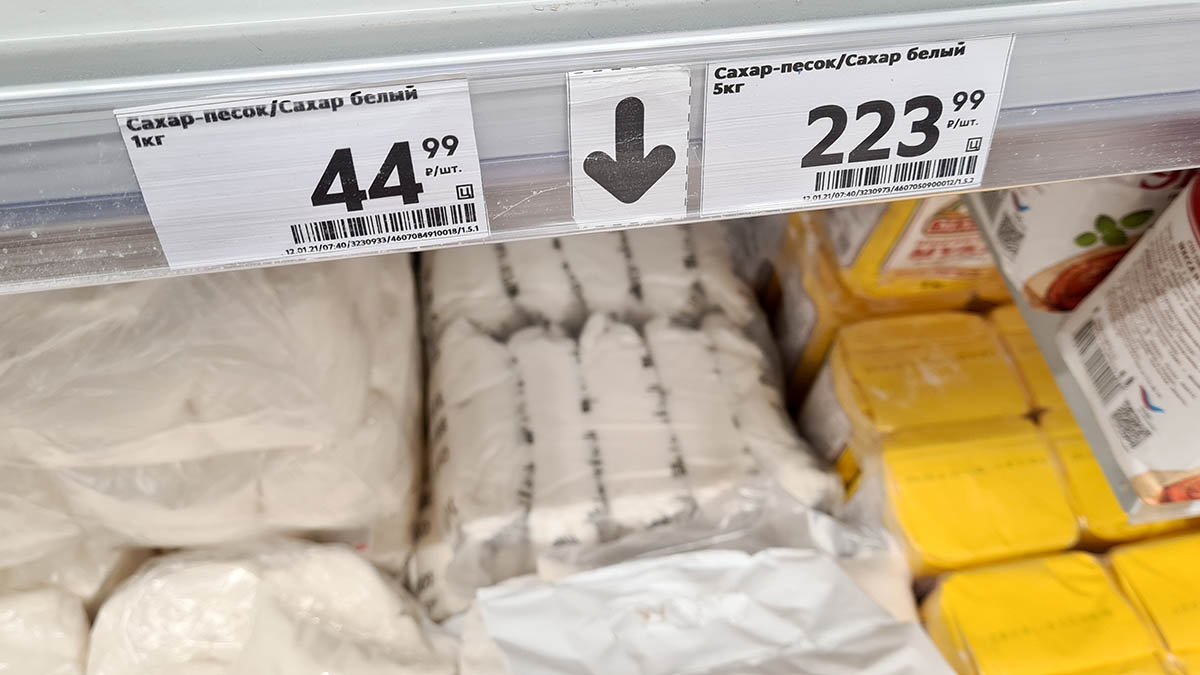 Сахар-песок/Сахар белый
1кг
44 99
₽/шт.
Ц
12.01.21/07:40/3230933/4607084910018/1.5.1
Сахар-песок/Сахар белый
5кг
223 99
₽/шт.
Ц
12.01.21/07:40/3230973/4607050900012/1.5.2